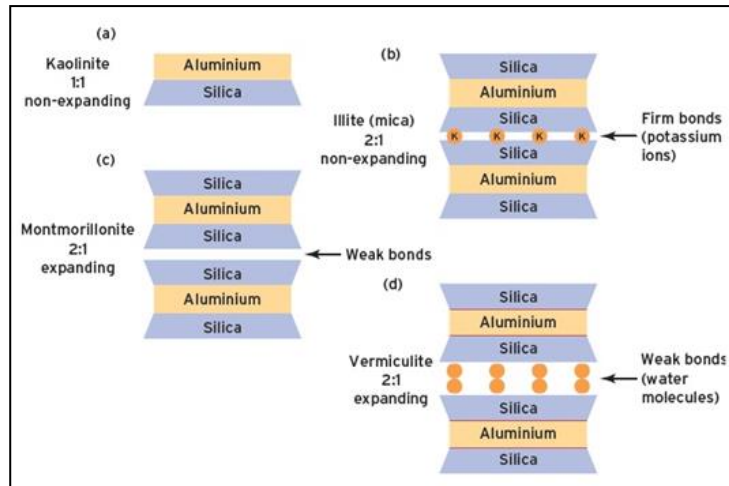 (a)
Kaolinite
1:1
non-expanding
Aluminium
Silica
(b)
Illite (mica)
2:1
non-expanding
Silica
Aluminium
Silica
K K K K
Silica
Aluminium
Silica
Firm bonds
(potassium
ions)
(c)
Montmorillonite
2:1
expanding
Silica
Aluminium
Silica
Silica
Aluminium
Silica
Weak bonds
(d)
Vermiculite
2:1
expanding
Silica
Aluminium
Silica
Silica
Aluminium
Silica
Weak bonds
(water
molecules)